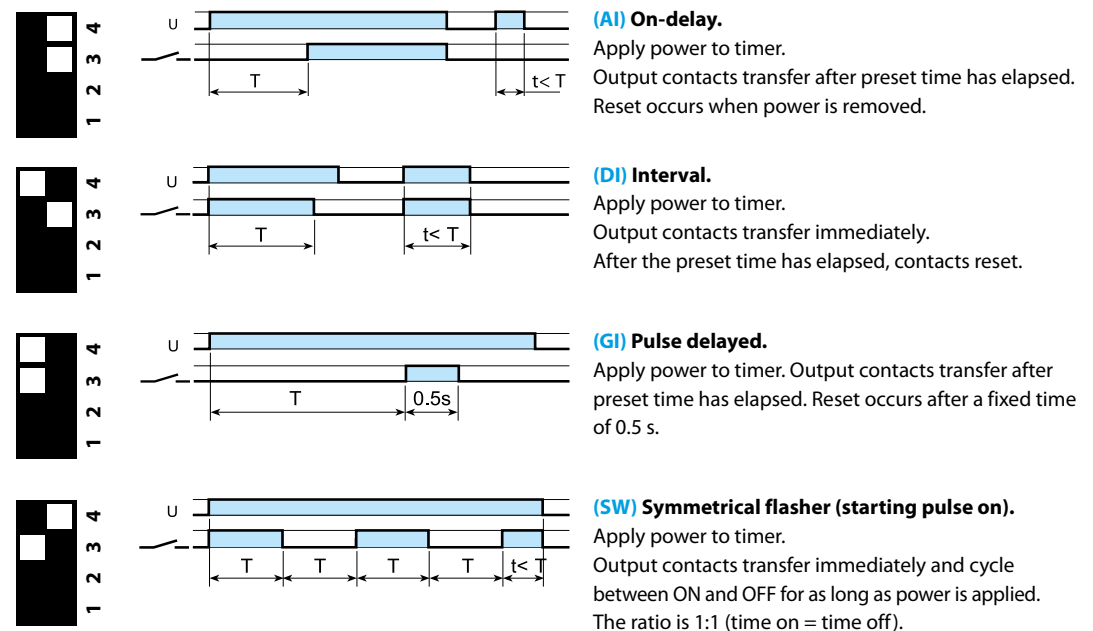 4
3
2
1
U
T
t< T
(AI) On-delay.
Apply power to timer.
Output contacts transfer after preset time has elapsed.
Reset occurs when power is removed.
4
3
2
1
U
T
t< T
(DI) Interval.
Apply power to timer.
Output contacts transfer immediately.
After the preset time has elapsed, contacts reset.
4
3
2
1
U
T
0.5s
(GI) Pulse delayed.
Apply power to timer. Output contacts transfer after
preset time has elapsed. Reset occurs after a fixed time
of 0.5 s.
4
3
2
1
U
T
T
T
T
t< T
(SW) Symmetrical flasher (starting pulse on).
Apply power to timer.
Output contacts transfer immediately and cycle
between ON and OFF for as long as power is applied.
The ratio is 1:1 (time on = time off).